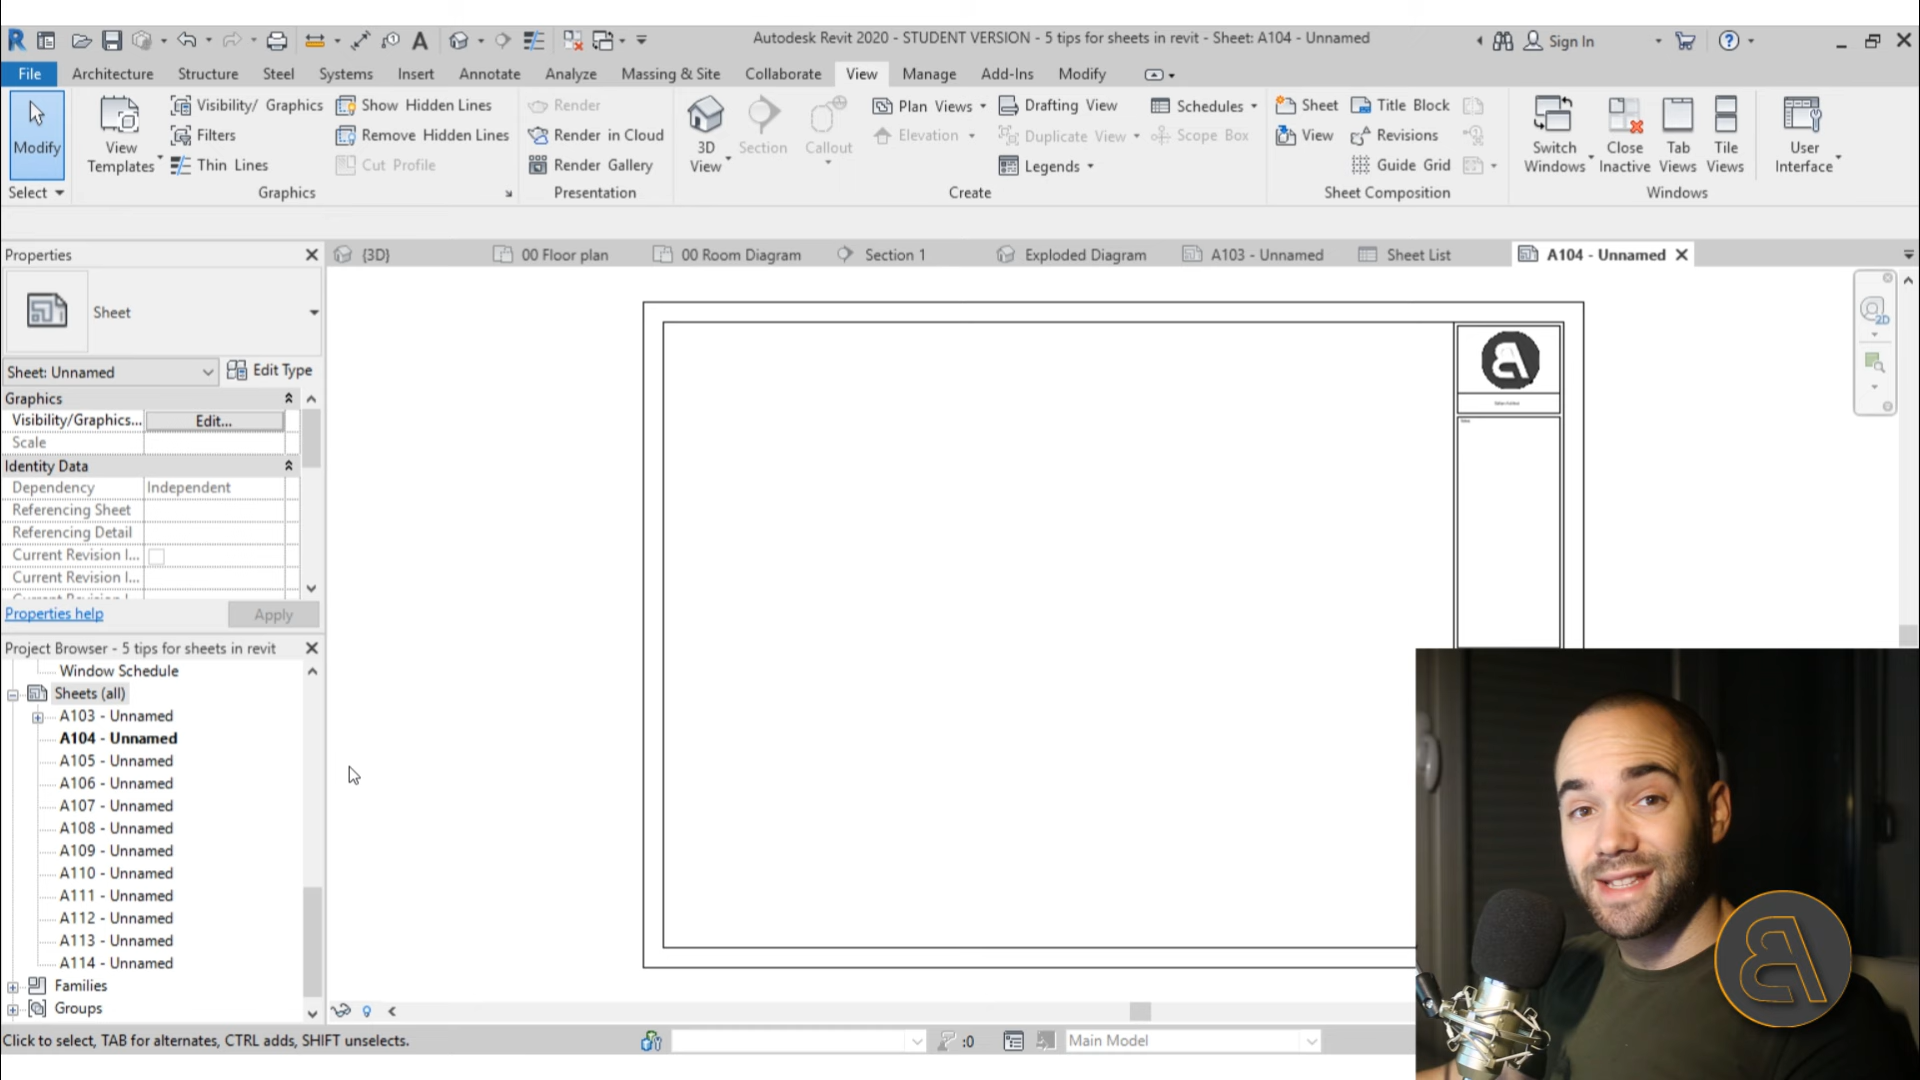 Autodesk Revit 2020 - STUDENT VERSION - 5 tips for sheets in revit - Sheet: A104 - Unnamed
Sign In
File Architecture Structure Steel Systems Insert Annotate Analyze Massing & Site Collaborate View Manage Add-Ins Modify
Modify
Select
View Templates
Visibility/ Graphics
Filters
Thin Lines
Show Hidden Lines
Remove Hidden Lines
Cut Profile
Graphics
Render
Render in Cloud
Render Gallery
Presentation
3D View
Section
Callout
Plan Views
Elevation
Drafting View
Duplicate View
Legends
Schedules
Scope Box
Create
Sheet
View
Title Block
Revisions
Guide Grid
Sheet Composition
Switch Windows
Close Inactive
Tab Views
Tile Views
Windows
User Interface
Properties
{3D} 00 Floor plan 00 Room Diagram Section 1 Exploded Diagram A103 - Unnamed Sheet List A104 - Unnamed
2D
Sheet
Sheet: Unnamed
Edit Type
Graphics
Visibility/Graphics... Edit...
Scale
Identity Data
Dependency Independent
Referencing Sheet
Referencing Detail
Current Revision I...
Current Revision I...
Properties help
Apply
Project Browser - 5 tips for sheets in revit
Window Schedule
Sheets (all)
A103 - Unnamed
A104 - Unnamed
A105 - Unnamed
A106 - Unnamed
A107 - Unnamed
A108 - Unnamed
A109 - Unnamed
A110 - Unnamed
A111 - Unnamed
A112 - Unnamed
A113 - Unnamed
A114 - Unnamed
Families
Groups
Click to select, TAB for alternates, CTRL adds, SHIFT unselects.
:0
Main Model